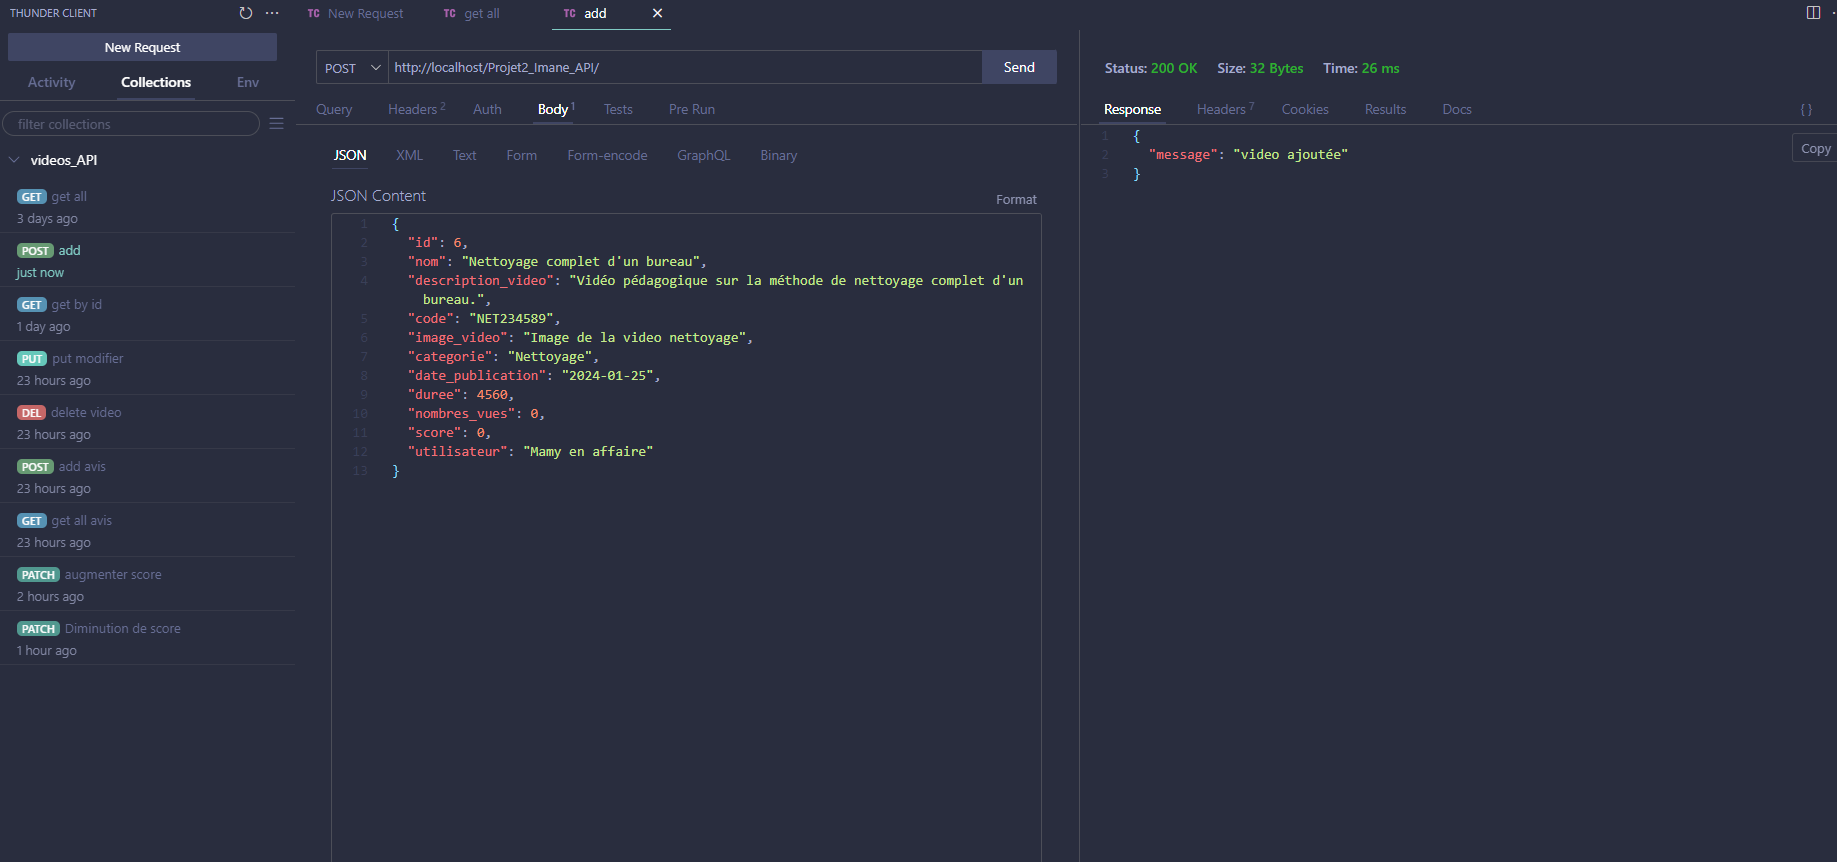 THUNDER CLIENT
New Request
Activity
Collections
Env
filter collections
videos_API
GET get all
3 days ago
POST add
just now
GET get by id
1 day ago
PUT put modifier
23 hours ago
DEL delete video
23 hours ago
POST add avis
23 hours ago
GET get all avis
23 hours ago
PATCH augmenter score
2 hours ago
PATCH Diminution de score
1 hour ago
TC New Request
TC get all
TC add
POST
http://localhost/Projet2_Imane_API/
Send
Query
Headers 2
Auth
Body 1
Tests
Pre Run
JSON
XML
Text
Form
Form-encode
GraphQL
Binary
JSON Content
Format
1 {
2 "id": 6,
3 "nom": "Nettoyage complet d'un bureau",
4 "description_video": "Vidéo pédagogique sur la méthode de nettoyage complet d'un
bureau.",
5 "code": "NET234589",
6 "image_video": "Image de la video nettoyage",
7 "categorie": "Nettoyage",
8 "date_publication": "2024-01-25",
9 "duree": 4560,
10 "nombres_vues": 0,
11 "score": 0,
12 "utilisateur": "Mamy en affaire"
13 }
Status: 200 OK
Size: 32 Bytes
Time: 26 ms
Response
Headers 7
Cookies
Results
Docs
{ }
1 {
2 "message": "video ajoutée"
3 }
Copy